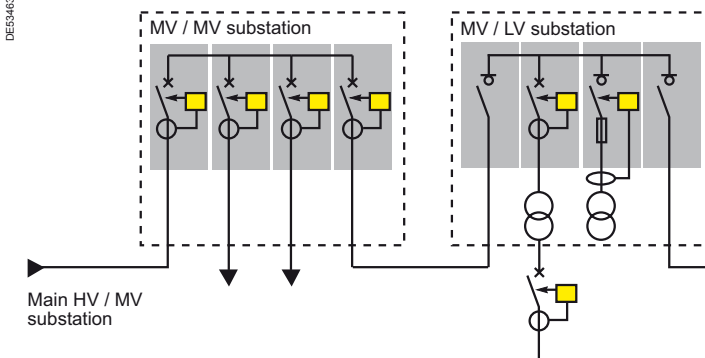 DE53463
MV / MV substation
MV / LV substation
Main HV / MV
substation